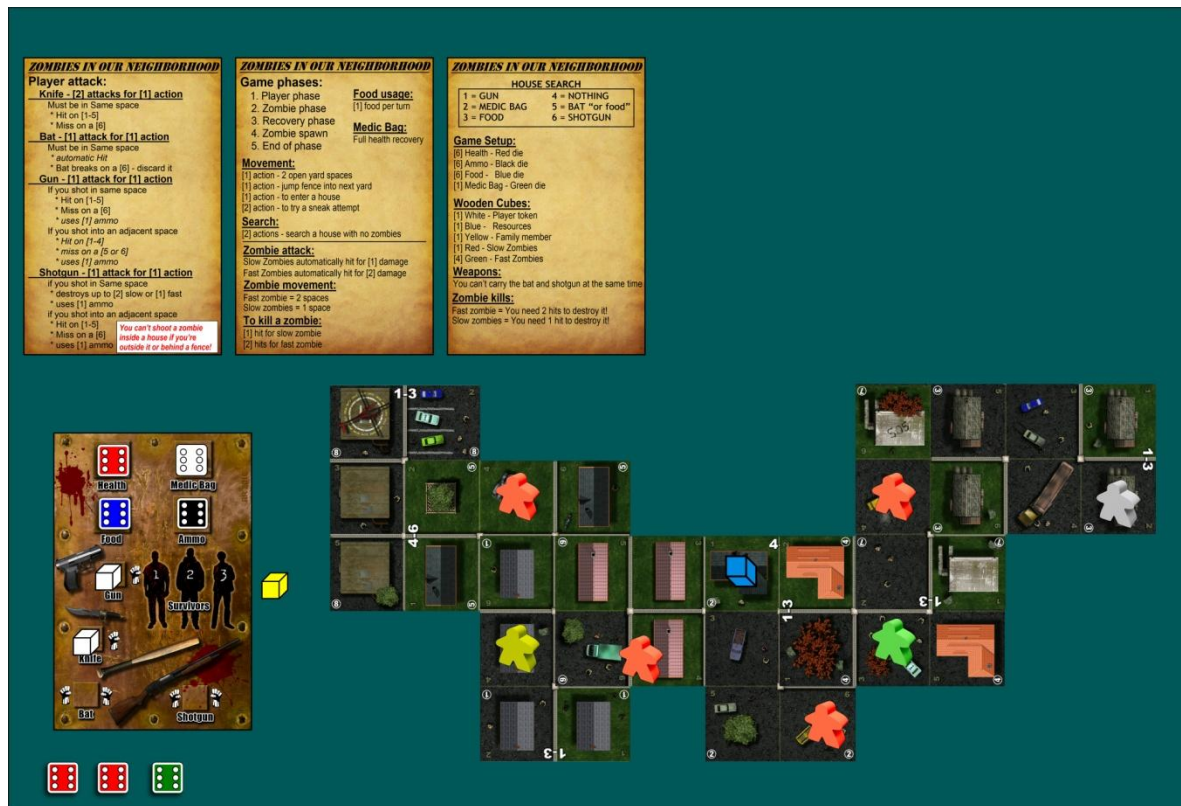 ZOMBIES IN OUR NEIGHBORHOOD
Player attack:
Knife - [2] attacks for [1] action
Must be in Same space
* Hit on [1-5]
* Miss on a [6]
Bat - [1] attack for [1] action
Must be in Same space
* automatic Hit
* Bat breaks on a [6] - discard it
Gun - [1] attack for [1] action
If you shot in same space
* Hit on [1-5]
* Miss on a [6]
* uses [1] ammo
If you shoot into an adjacent space
* Hit on [1-4]
* miss on a [5 or 6]
* uses [1] ammo
Shotgun - [1] attack for [1] action
if you shot in Same space
* destroys up to [2] slow or [1] fast
* uses [1] ammo
if you shot into an adjacent space
* Hit on [1-5]
* Miss on a [6]
* uses [1] ammo
You can't shoot a zombie
inside a house if you're
outside it or behind a fence!
ZOMBIES IN OUR NEIGHBORHOOD
Game phases:
1. Player phase
2. Zombie phase
3. Recovery phase
4. Zombie spawn
5. End of phase
Food usage:
[1] food per turn
Medic Bag:
Full health recovery
Movement:
[1] action - 2 open yard spaces
[1] action - jump fence into next yard
[1] action - to enter a house
[2] action - to try a sneak attempt
Search:
[2] actions - search a house with no zombies
Zombie attack:
Slow Zombies automatically hit for [1] damage
Fast Zombies automatically hit for [2] damage
Zombie movement:
Fast zombie = 2 spaces
Slow zombies = 1 space
To kill a zombie:
[1] hit for slow zombie
[2] hits for fast zombie
ZOMBIES IN OUR NEIGHBORHOOD
HOUSE SEARCH
1 = GUN 4 = NOTHING
2 = MEDIC BAG 5 = BAT "or food"
3 = FOOD 6 = SHOTGUN
Game Setup:
[6] Health - Red die
[6] Ammo - Black die
[6] Food - Blue die
[1] Medic Bag - Green die
Wooden Cubes:
[1] White - Player token
[1] Blue - Resources
[1] Yellow - Family member
[1] Red - Slow Zombies
[4] Green - Fast Zombies
Weapons:
You can't carry the bat and shotgun at the same time
Zombie kills:
Fast zombie = You need 2 hits to destroy it!
Slow zombies = You need 1 hit to destroy it!
Health
Medic Bag
Food
Ammo
Gun
1 2 3
Survivors
Knife
Bat
Shotgun
1-3
4-6
1-3
4
1-3
1-3
1-3